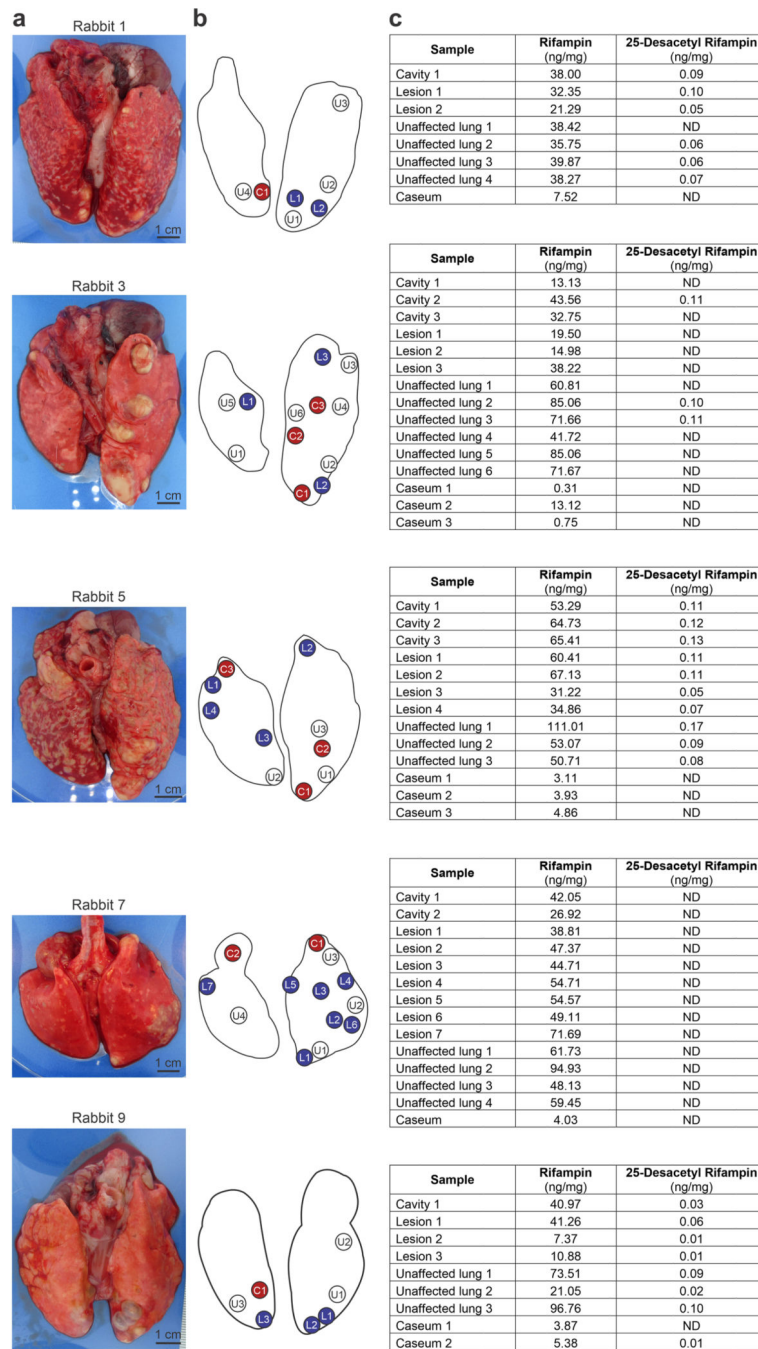 a
b
c
Rabbit 1
1 cm
U3
U4 C1 U2
L1
L2
U1
Sample Rifampin (ng/mg) 25-Desacetyl Rifampin (ng/mg)
Cavity 1 38.00 0.09
Lesion 1 32.35 0.10
Lesion 2 21.29 0.05
Unaffected lung 1 38.42 ND
Unaffected lung 2 35.75 0.06
Unaffected lung 3 39.87 0.06
Unaffected lung 4 38.27 0.07
Caseum 7.52 ND
Rabbit 3
1 cm
L3
U3
U5 L1 C3 U4
U6
C2
U1
U2
C1 L2
Sample Rifampin (ng/mg) 25-Desacetyl Rifampin (ng/mg)
Cavity 1 13.13 ND
Cavity 2 43.56 0.11
Cavity 3 32.75 ND
Lesion 1 19.50 ND
Lesion 2 14.98 ND
Lesion 3 38.22 ND
Unaffected lung 1 60.81 ND
Unaffected lung 2 85.06 0.10
Unaffected lung 3 71.66 0.11
Unaffected lung 4 41.72 ND
Unaffected lung 5 85.06 ND
Unaffected lung 6 71.67 ND
Caseum 1 0.31 ND
Caseum 2 13.12 ND
Caseum 3 0.75 ND
Rabbit 5
1 cm
L2
C3
L1
L4
U3
L3
C2
U2 U1
C1
Sample Rifampin (ng/mg) 25-Desacetyl Rifampin (ng/mg)
Cavity 1 53.29 0.11
Cavity 2 64.73 0.12
Cavity 3 65.41 0.13
Lesion 1 60.41 0.11
Lesion 2 67.13 0.11
Lesion 3 31.22 0.05
Lesion 4 34.86 0.07
Unaffected lung 1 111.01 0.17
Unaffected lung 2 53.07 0.09
Unaffected lung 3 50.71 0.08
Caseum 1 3.11 ND
Caseum 2 3.93 ND
Caseum 3 4.86 ND
Rabbit 7
1 cm
C1
C2 U3
L7 L5 L3 L4
U2
U4 L2 L6
L1 U1
Sample Rifampin (ng/mg) 25-Desacetyl Rifampin (ng/mg)
Cavity 1 42.05 ND
Cavity 2 26.92 ND
Lesion 1 38.81 ND
Lesion 2 47.37 ND
Lesion 3 44.71 ND
Lesion 4 54.71 ND
Lesion 5 54.57 ND
Lesion 6 49.11 ND
Lesion 7 71.69 ND
Unaffected lung 1 61.73 ND
Unaffected lung 2 94.93 ND
Unaffected lung 3 48.13 ND
Unaffected lung 4 59.45 ND
Caseum 4.03 ND
Rabbit 9
1 cm
U2
C1 U1
U3
L3 L2 L1
Sample Rifampin (ng/mg) 25-Desacetyl Rifampin (ng/mg)
Cavity 1 40.97 0.03
Lesion 1 41.26 0.06
Lesion 2 7.37 0.01
Lesion 3 10.88 0.01
Unaffected lung 1 73.51 0.09
Unaffected lung 2 21.05 0.02
Unaffected lung 3 96.76 0.10
Caseum 1 3.87 ND
Caseum 2 5.38 0.01